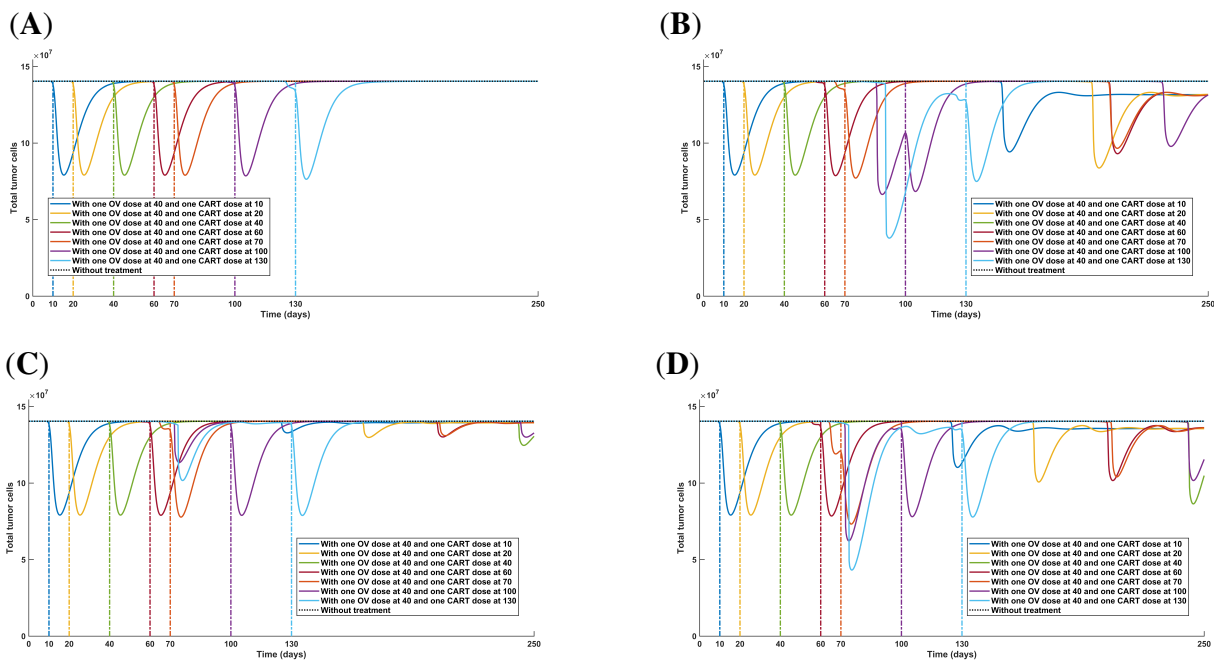 (A)
×10⁷
15
10
5
0
Total tumor cells
With one OV dose at 40 and one CART dose at 10
With one OV dose at 40 and one CART dose at 20
With one OV dose at 40 and one CART dose at 40
With one OV dose at 40 and one CART dose at 60
With one OV dose at 40 and one CART dose at 70
With one OV dose at 40 and one CART dose at 100
With one OV dose at 40 and one CART dose at 130
Without treatment
0 10 20 40 60 70 100 130 250
Time (days)
(B)
×10⁷
15
10
5
0
Total tumor cells
With one OV dose at 40 and one CART dose at 10
With one OV dose at 40 and one CART dose at 20
With one OV dose at 40 and one CART dose at 40
With one OV dose at 40 and one CART dose at 60
With one OV dose at 40 and one CART dose at 70
With one OV dose at 40 and one CART dose at 100
With one OV dose at 40 and one CART dose at 130
Without treatment
0 10 20 40 60 70 100 130 250
Time (days)
(C)
×10⁷
15
10
5
0
Total tumor cells
With one OV dose at 40 and one CART dose at 10
With one OV dose at 40 and one CART dose at 20
With one OV dose at 40 and one CART dose at 40
With one OV dose at 40 and one CART dose at 60
With one OV dose at 40 and one CART dose at 70
With one OV dose at 40 and one CART dose at 100
With one OV dose at 40 and one CART dose at 130
Without treatment
0 10 20 40 60 70 100 130 250
Time (days)
(D)
×10⁷
15
10
5
0
Total tumor cells
With one OV dose at 40 and one CART dose at 10
With one OV dose at 40 and one CART dose at 20
With one OV dose at 40 and one CART dose at 40
With one OV dose at 40 and one CART dose at 60
With one OV dose at 40 and one CART dose at 70
With one OV dose at 40 and one CART dose at 100
With one OV dose at 40 and one CART dose at 130
Without treatment
0 10 20 40 60 70 100 130 250
Time (days)